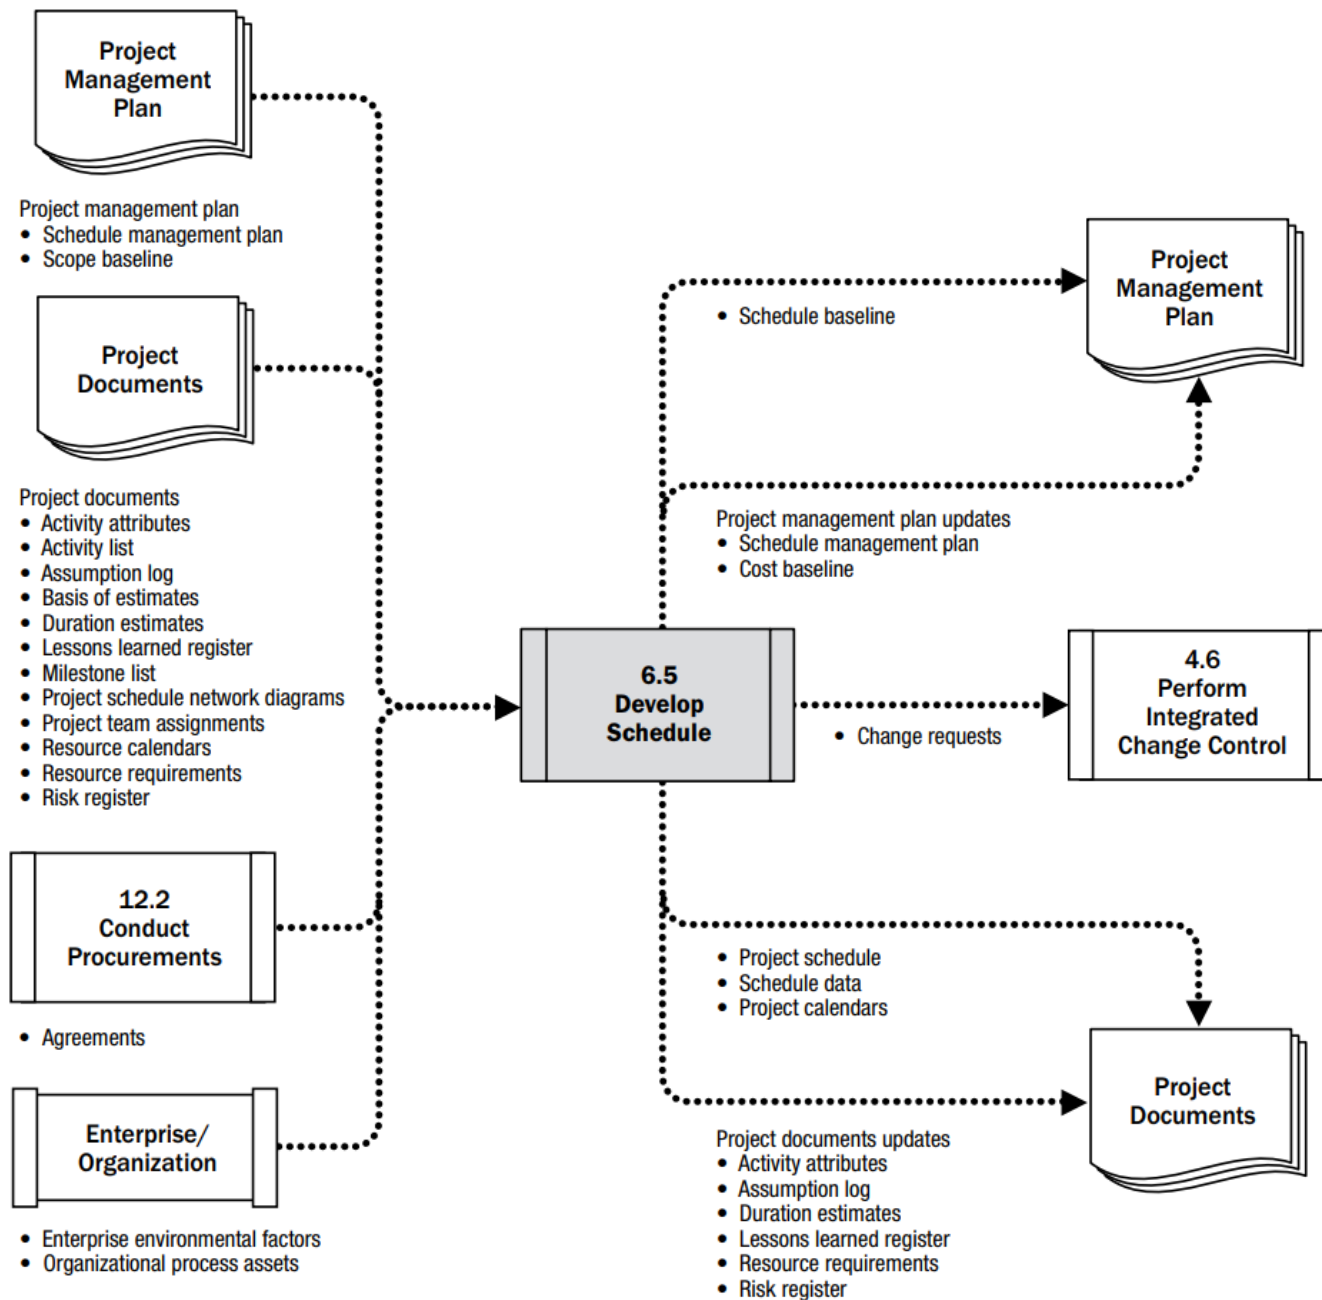 Project
Management
Plan
Project management plan
• Schedule management plan
• Scope baseline
Project
Documents
Project documents
• Activity attributes
• Activity list
• Assumption log
• Basis of estimates
• Duration estimates
• Lessons learned register
• Milestone list
• Project schedule network diagrams
• Project team assignments
• Resource calendars
• Resource requirements
• Risk register
12.2
Conduct
Procurements
• Agreements
Enterprise/
Organization
• Enterprise environmental factors
• Organizational process assets
6.5
Develop
Schedule
• Schedule baseline
Project
Management
Plan
Project management plan updates
• Schedule management plan
• Cost baseline
• Change requests
4.6
Perform
Integrated
Change Control
• Project schedule
• Schedule data
• Project calendars
Project
Documents
Project documents updates
• Activity attributes
• Assumption log
• Duration estimates
• Lessons learned register
• Resource requirements
• Risk register